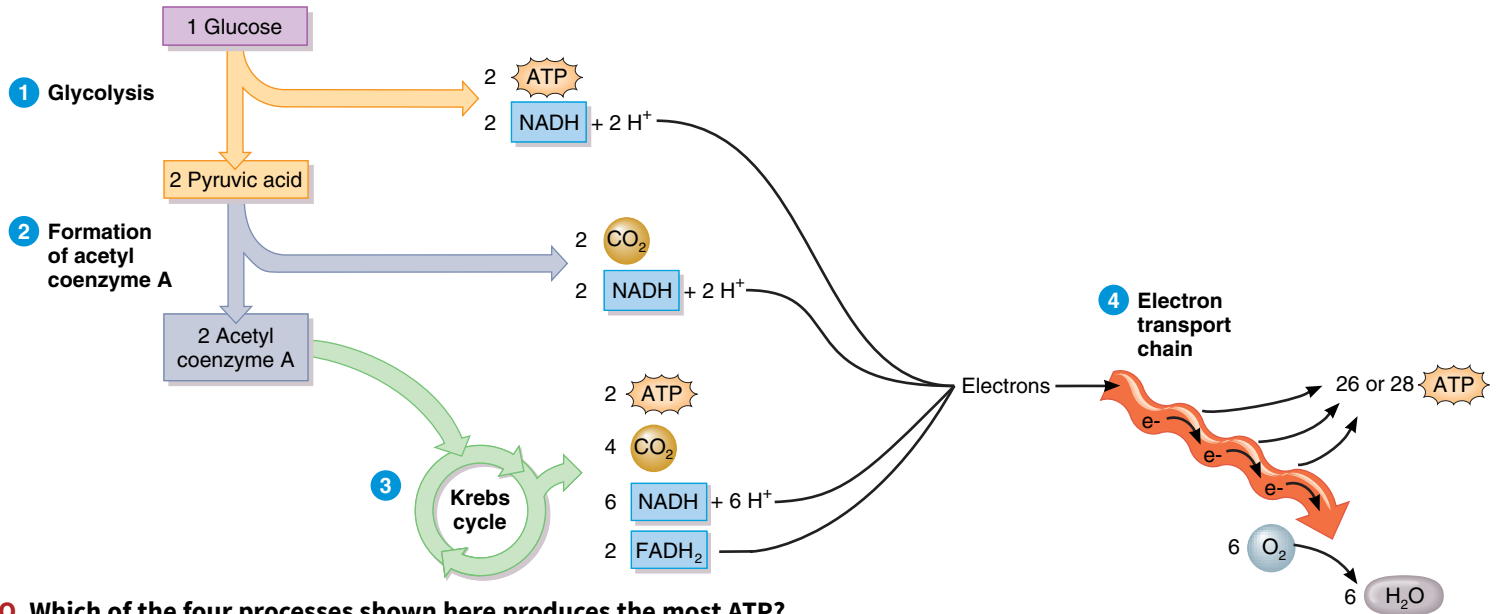 1 Glucose
1 Glycolysis
2 ATP
2 NADH + 2 H⁺
2 Pyruvic acid
2 Formation
of acetyl
coenzyme A
2 CO₂
2 NADH + 2 H⁺
2 Acetyl
coenzyme A
3
Krebs
cycle
2 ATP
4 CO₂
6 NADH + 6 H⁺
2 FADH₂
Electrons
4 Electron
transport
chain
e-
e-
e-
26 or 28 ATP
6 O₂
6 H₂O
Q Which of the four processes shown here produces the most ATP?